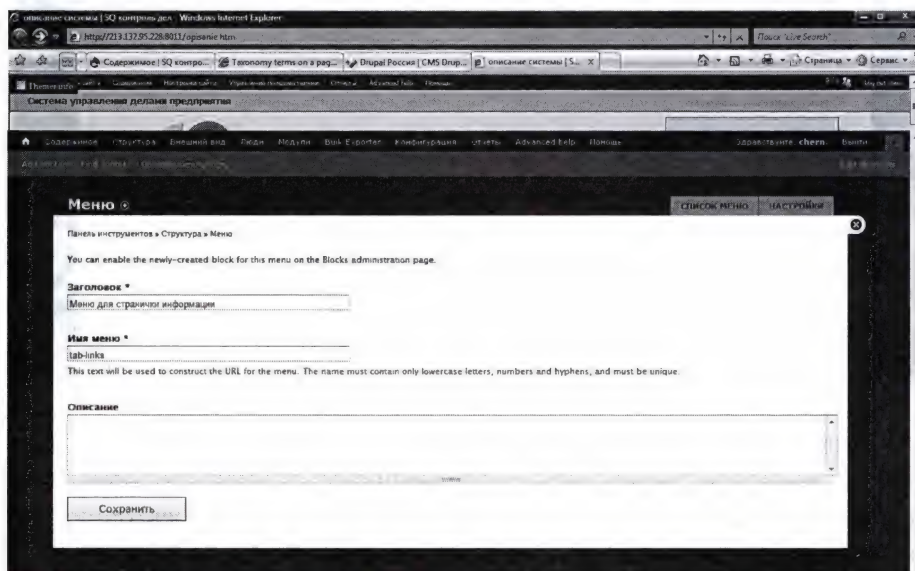 описание системы | SQ контроль дел - Windows Internet Explorer
http://213.132.95.228:8011/opisanie.htm
Поиск "Live Search"
Содержимое | SQ контро...
Taxonomy terms on a pag...
Drupal Россия | CMS Drup...
описание системы | S...
Страница
Сервис
Система управления делами предприятия
Содержимое Структура Внешний вид Люди Модули Bulk Exporter Конфигурация Отчеты Advanced help Помощь
Здравствуйте, chern. Выйти
Меню
СПИСОК МЕНЮ
НАСТРОЙКИ
Панель инструментов » Структура » Меню
You can enable the newly-created block for this menu on the Blocks administration page.
Заголовок *
Меню для странички информации
Имя меню *
tab-links
This text will be used to construct the URL for the menu. The name must contain only lowercase letters, numbers and hyphens, and must be unique.
Описание
Сохранить